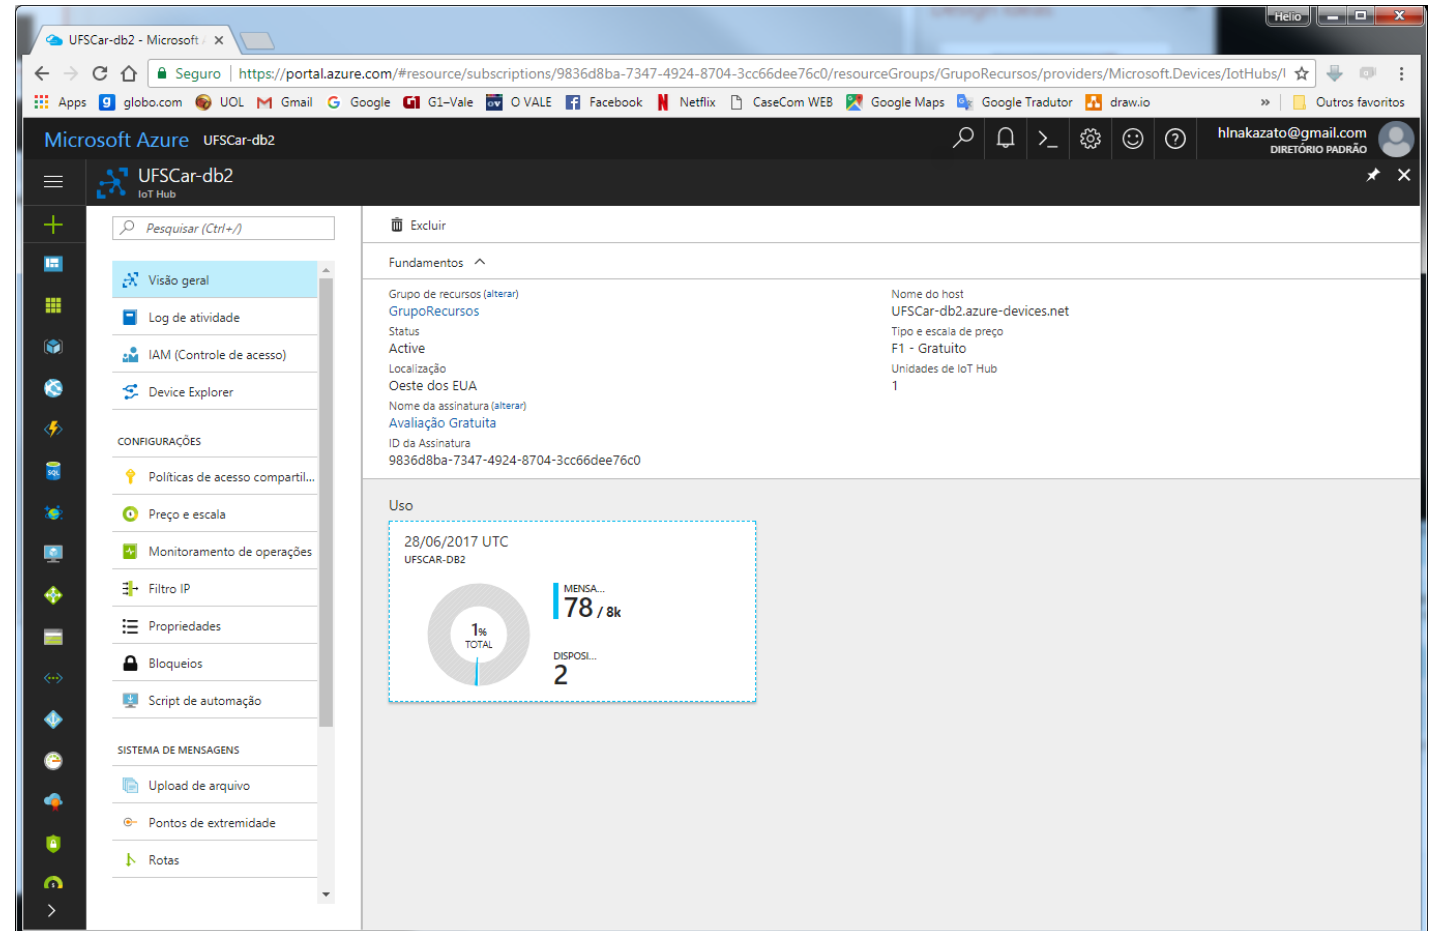 Helio
UFSCar-db2 - Microsoft
Seguro | https://portal.azure.com/#resource/subscriptions/9836d8ba-7347-4924-8704-3cc66dee76c0/resourceGroups/GrupoRecursos/providers/Microsoft.Devices/IotHubs/
Apps globo.com UOL Gmail Google G1-Vale O VALE Facebook Netflix CaseCom WEB Google Maps Google Tradutor draw.io » Outros favoritos
Microsoft Azure UFSCar-db2 hlnakazato@gmail.com
DIRETÓRIO PADRÃO
UFSCar-db2
IoT Hub
Pesquisar (Ctrl+/)
Visão geral
Log de atividade
IAM (Controle de acesso)
Device Explorer
CONFIGURAÇÕES
Políticas de acesso compartil...
Preço e escala
Monitoramento de operações
Filtro IP
Propriedades
Bloqueios
Script de automação
SISTEMA DE MENSAGENS
Upload de arquivo
Pontos de extremidade
Rotas
Excluir
Fundamentos
Grupo de recursos (alterar)
GrupoRecursos
Status
Active
Localização
Oeste dos EUA
Nome da assinatura (alterar)
Avaliação Gratuita
ID da Assinatura
9836d8ba-7347-4924-8704-3cc66dee76c0
Nome do host
UFSCar-db2.azure-devices.net
Tipo e escala de preço
F1 - Gratuito
Unidades de IoT Hub
1
Uso
28/06/2017 UTC
UFSCAR-DB2
1%
TOTAL
MENSA...
78 / 8k
DISPOSI...
2